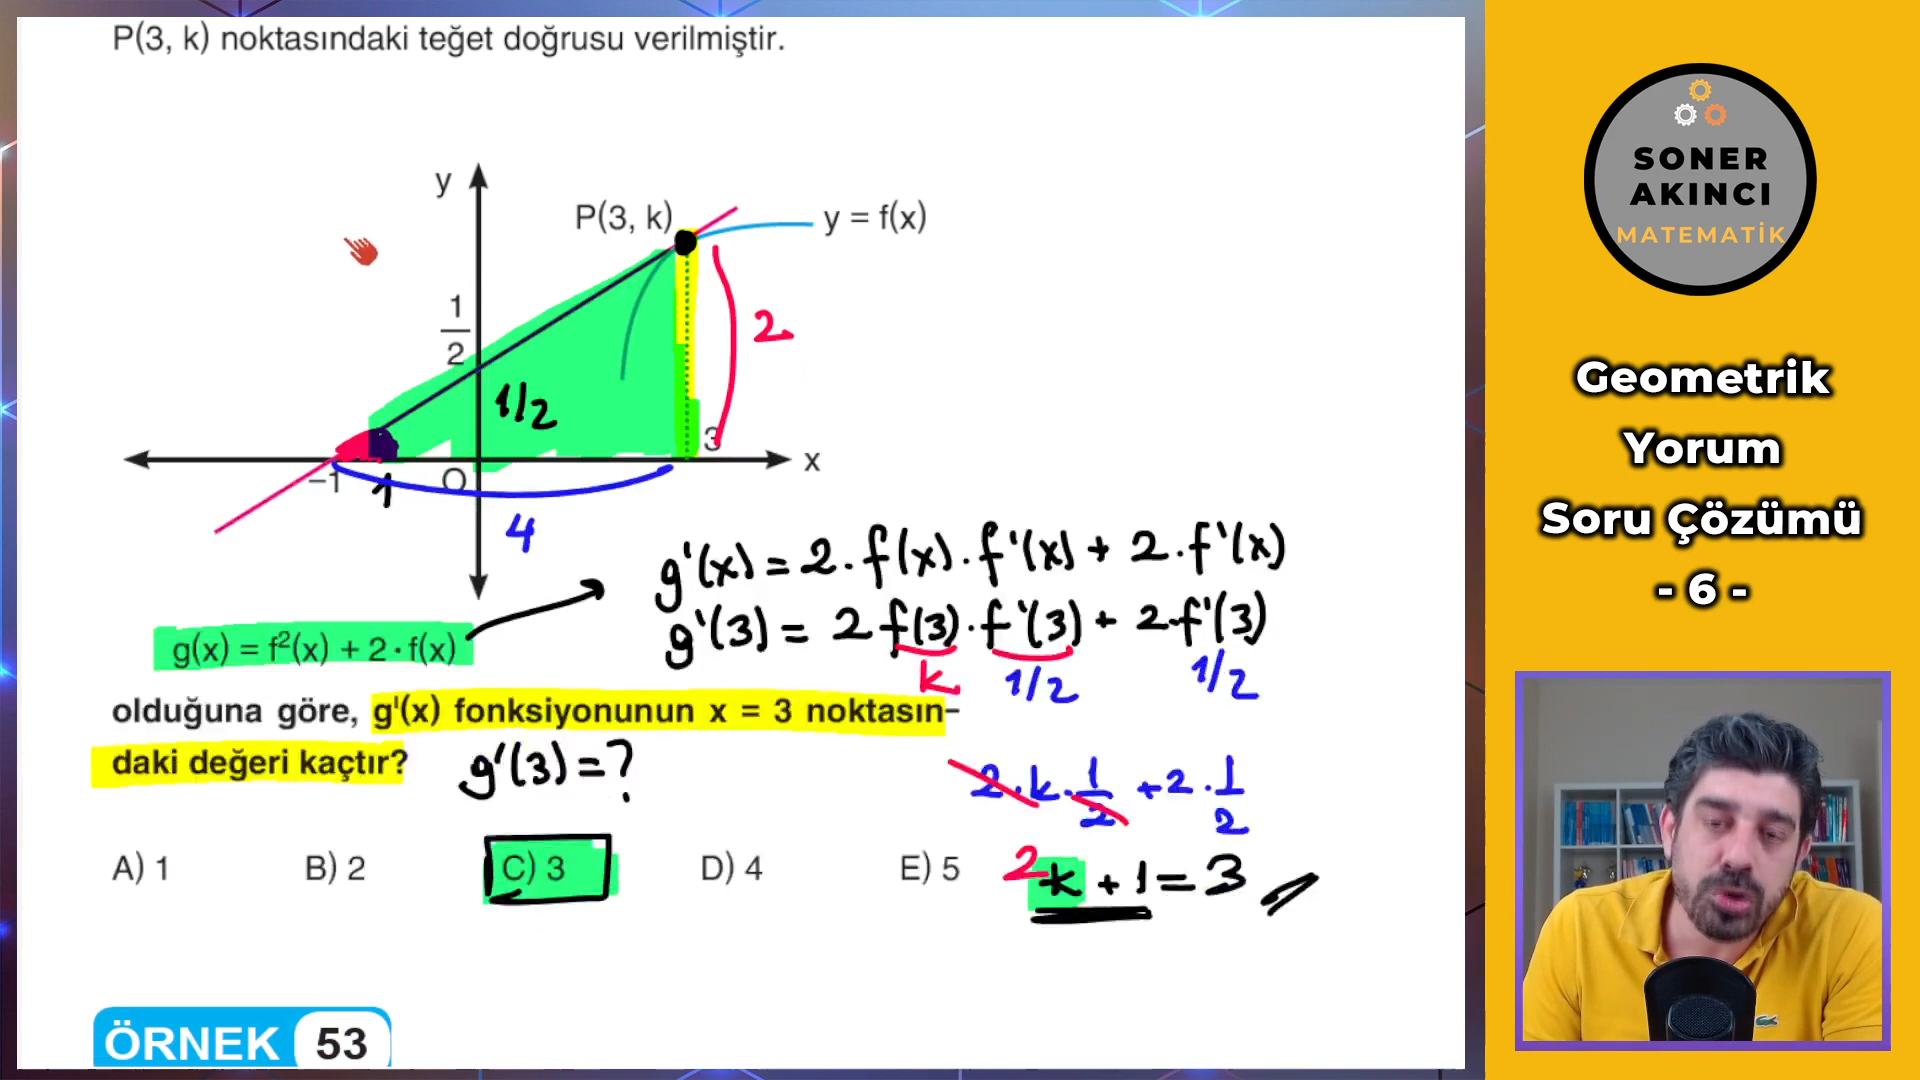 P(3, k) noktasındaki teğet doğrusu verilmiştir.
y
P(3, k)
y = f(x)
1/2
1/2
2.
3
x
-1
1
O
4
g'(x) = 2.f(x).f'(x) + 2.f'(x)
g'(3) = 2f(3).f'(3) + 2f'(3)
k 1/2 1/2
g(x) = f²(x) + 2·f(x)
olduğuna göre, g'(x) fonksiyonunun x = 3 noktasın-
daki değeri kaçtır?
g'(3) = ?
2.k.1/2 + 2.1/2
2
k + 1 = 3
A) 1 B) 2 C) 3 D) 4 E) 5
ÖRNEK 53
SONER
AKINCI
MATEMATİK
Geometrik
Yorum
Soru Çözümü
- 6 -